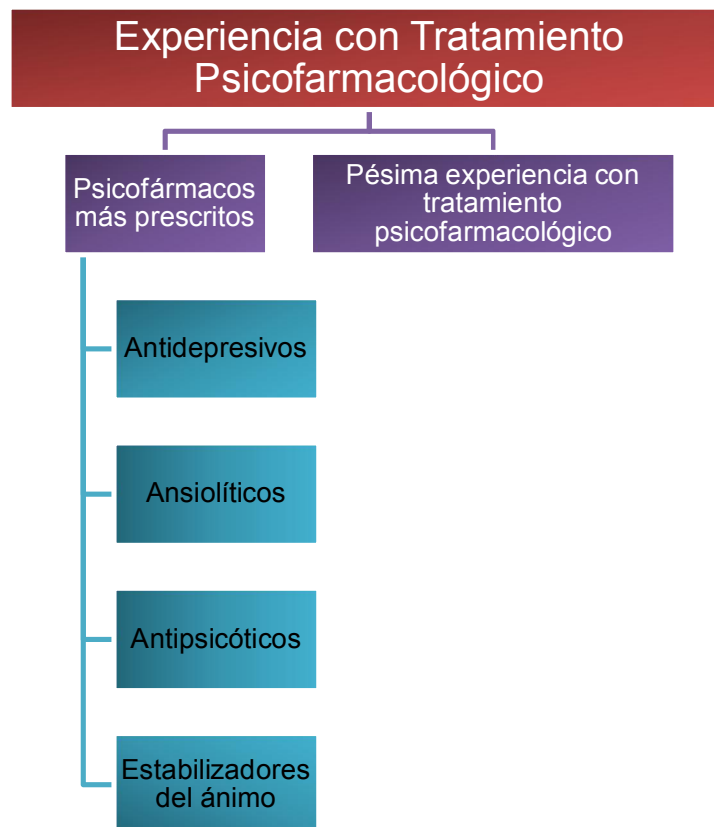 Experiencia con Tratamiento
Psicofarmacológico
Psicofármacos
más prescritos
Pésima experiencia con
tratamiento
psicofarmacológico
Antidepresivos
Ansiolíticos
Antipsicóticos
Estabilizadores
del ánimo